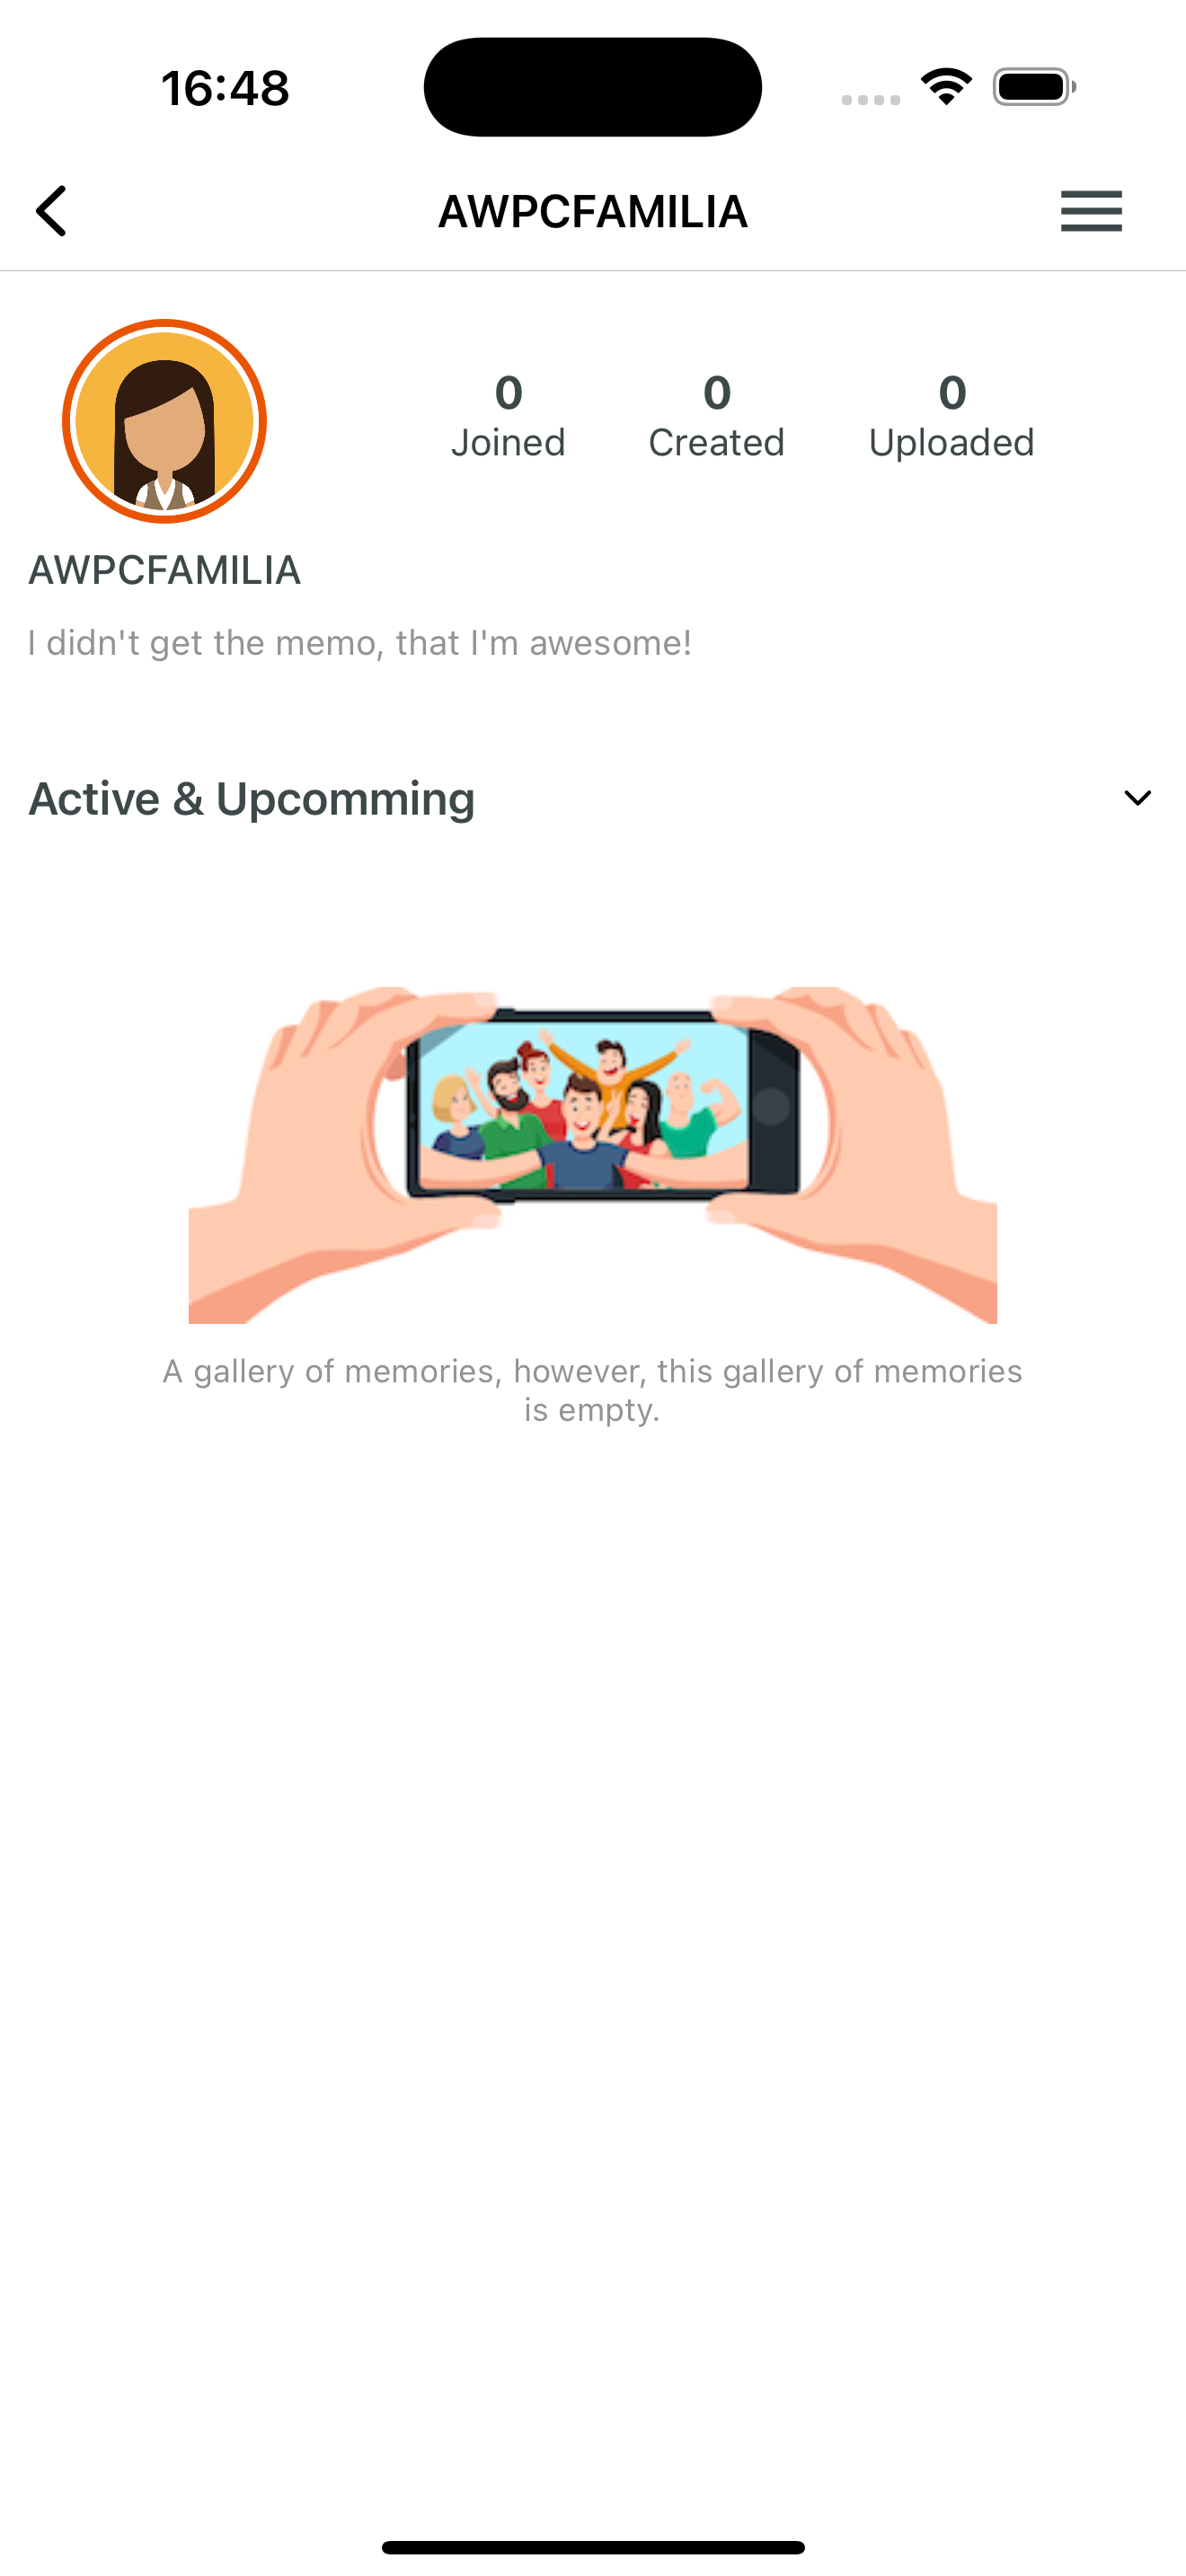 16:48
AWPCFAMILIA
0 0 0
Joined Created Uploaded
AWPCFAMILIA
I didn't get the memo, that I'm awesome!
Active & Upcomming
A gallery of memories, however, this gallery of memories
is empty.